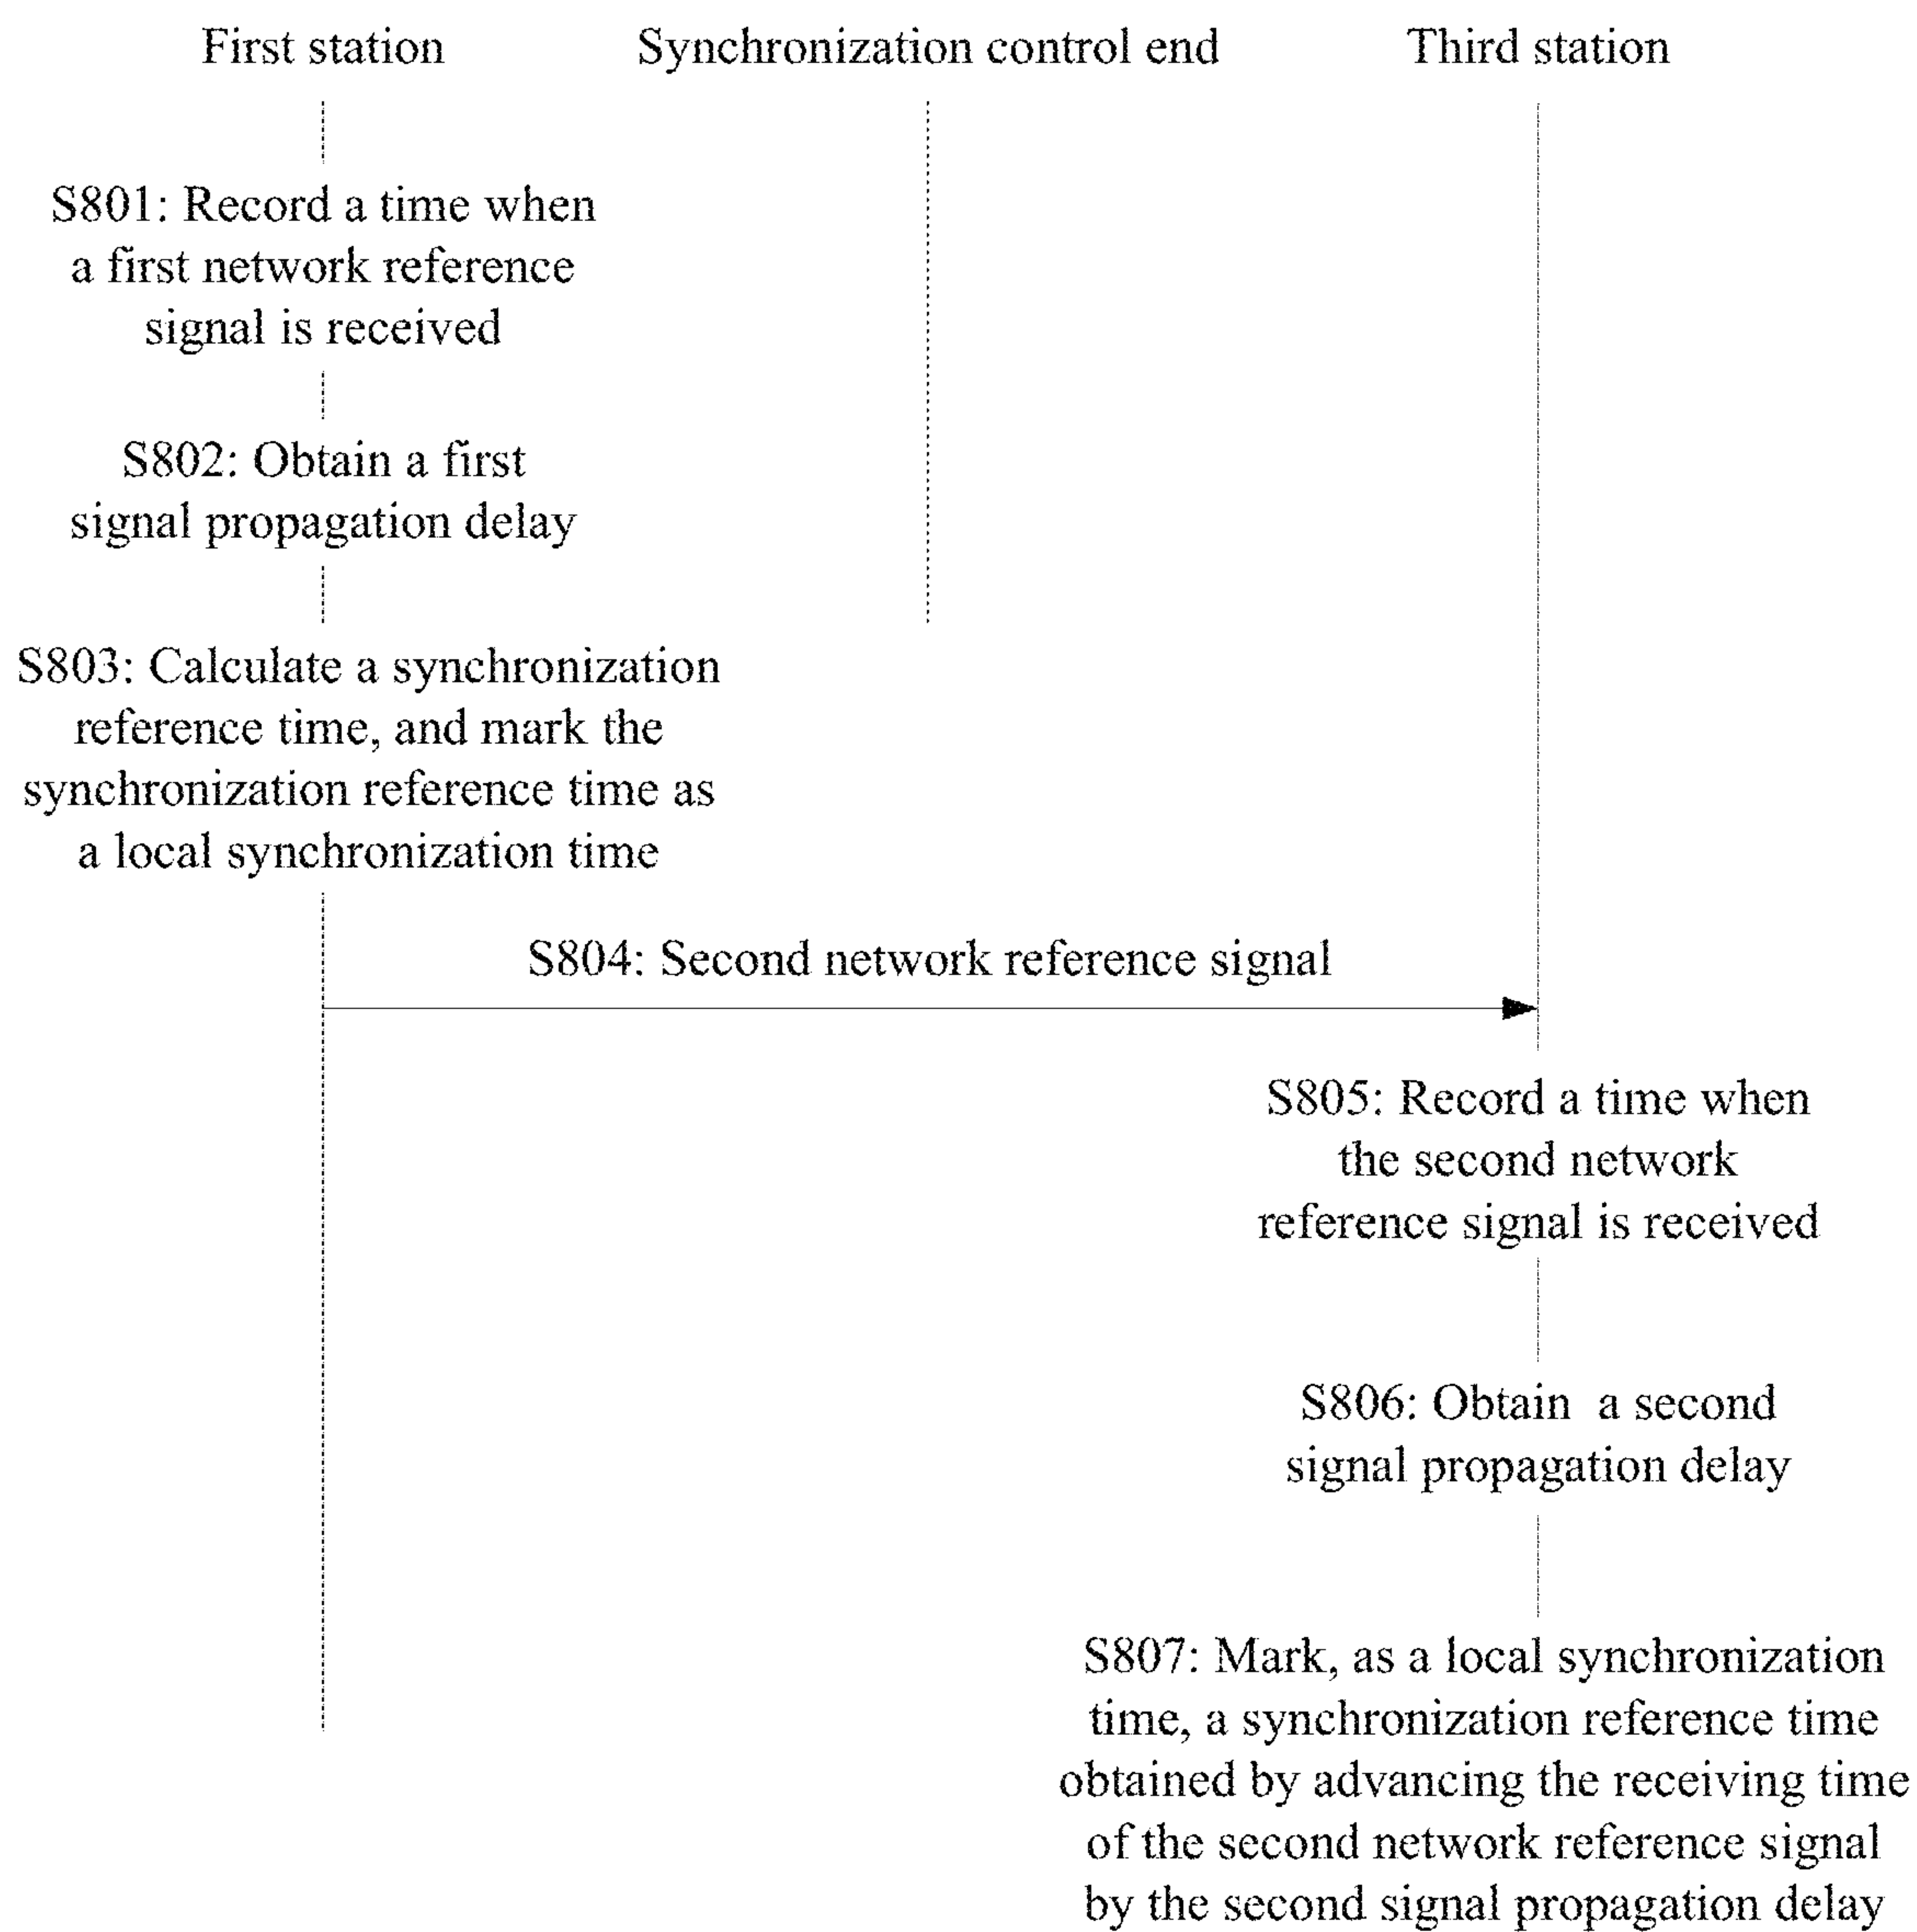 First station
Synchronization control end
Third station
S801: Record a time when
a first network reference
signal is received
S802: Obtain a first
signal propagation delay
S803: Calculate a synchronization
reference time, and mark the
synchronization reference time as
a local synchronization time
S804: Second network reference signal
S805: Record a time when
the second network
reference signal is received
S806: Obtain a second
signal propagation delay
S807: Mark, as a local synchronization
time, a synchronization reference time
obtained by advancing the receiving time
of the second network reference signal
by the second signal propagation delay